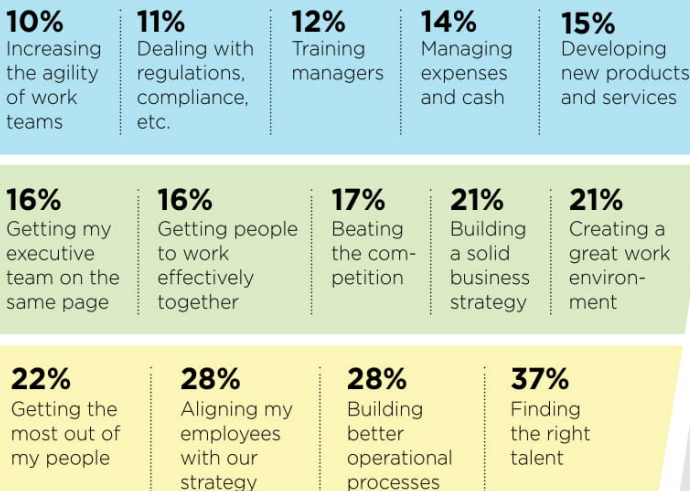 10%
Increasing
the agility
of work
teams
11%
Dealing with
regulations,
compliance,
etc.
12%
Training
managers
14%
Managing
expenses
and cash
15%
Developing
new products
and services
16%
Getting my
executive
team on the
same page
16%
Getting people
to work
effectively
together
17%
Beating
the com-
petition
21%
Building
a solid
business
strategy
21%
Creating a
great work
environ-
ment
22%
Getting the
most out of
my people
28%
Aligning my
employees
with our
strategy
28%
Building
better
operational
processes
37%
Finding
the right
talent